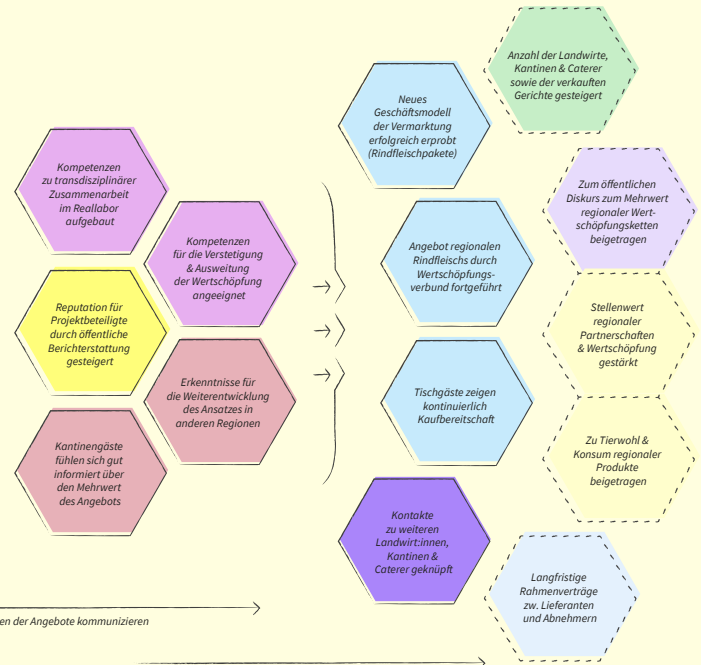 Kompetenzen
zu transdisziplinärer
Zusammenarbeit
im Reallabor
aufgebaut
Kompetenzen
für die Verstetigung
& Ausweitung
der Wertschöpfung
angeeignet
Reputation für
Projektbeteiligte
durch öffentliche
Berichterstattung
gesteigert
Erkenntnisse für
die Weiterentwicklung
des Ansatzes in
anderen Regionen
Kantinengäste
fühlen sich gut
informiert über
den Mehrwert
des Angebots
Neues
Geschäftsmodell
der Vermarktung
erfolgreich erprobt
(Rindfleischpakete)
Angebot regionalen
Rindfleischs durch
Wertschöpfungs-
verbund fortgeführt
Tischgäste zeigen
kontinuierlich
Kaufbereitschaft
Kontakte
zu weiteren
Landwirt:innen,
Kantinen &
Caterer geknüpft
Anzahl der Landwirte,
Kantinen & Caterer
sowie der verkauften
Gerichte gesteigert
Zum öffentlichen
Diskurs zum Mehrwert
regionaler Wert-
schöpfungsketten
beigetragen
Stellenwert
regionaler
Partnerschaften
& Wertschöpfung
gestärkt
Zu Tierwohl &
Konsum regionaler
Produkte
beigetragen
Langfristige
Rahmenverträge
zw. Lieferanten
und Abnehmern
en der Angebote kommunizieren